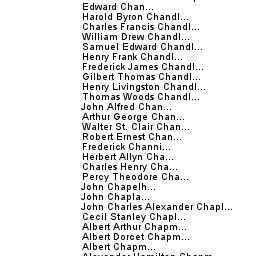 Edward Chan...
Harold Byron Chandl...
Charles Francis Chandl...
William Drew Chandl...
Samuel Edward Chandl...
Henry Frank Chandl...
Frederick James Chandl...
Gilbert Thomas Chandl...
Henry Livingston Chandl...
Thomas Woods Chandl...
John Alfred Chan...
Arthur George Chan...
Walter St. Clair Chan...
Robert Ernest Chan...
Frederick Channi...
Herbert Allyn Cha...
Charles Henry Cha...
Percy Theodore Cha...
John Chapelh...
John Chapla...
John Charles Alexander Chapl...
Cecil Stanley Chapl...
Albert Arthur Chapm...
Albert Dorcet Chapm...
Albert Chapm...
Alexander Hamilton Chapm...